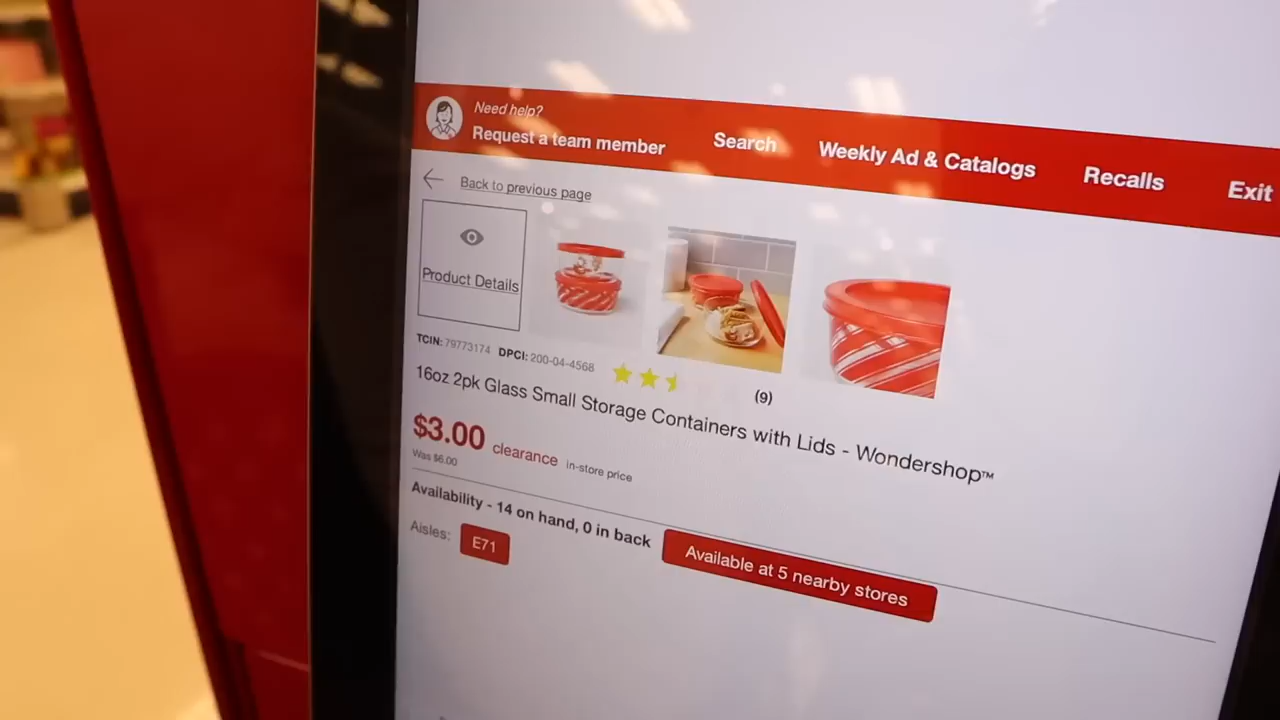 Need help?
Request a team member
Search
Weekly Ad & Catalogs
Recalls
Exit
Back to previous page
Product Details
TCIN: 79773174 DPCI: 200-04-4568
(9)
16oz 2pk Glass Small Storage Containers with Lids - Wondershop™
$3.00 clearance in-store price
Was $6.00
Availability - 14 on hand, 0 in back
Available at 5 nearby stores
Aisles: E71